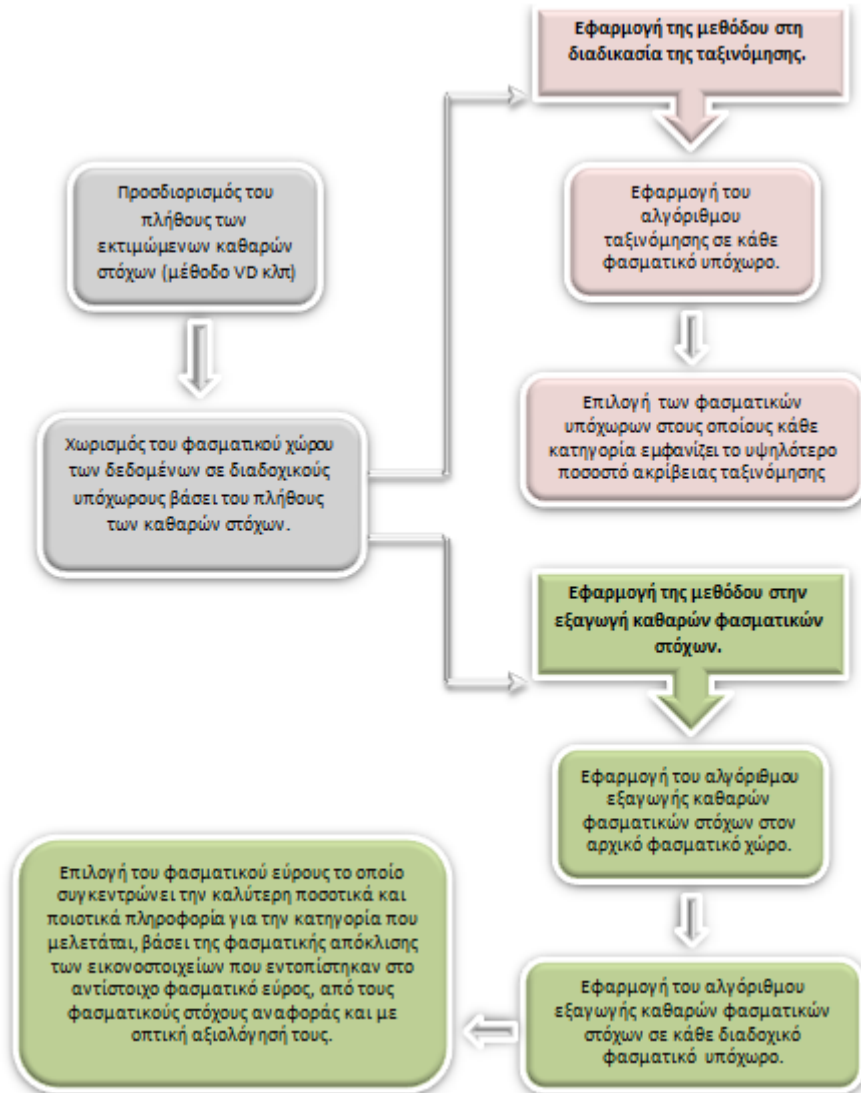 Προσδιορισμός του
πλήθους των
εκτιμώμενων καθαρών
στόχων (μέθοδο VD κλπ)
Χωρισμός του φασματικού χώρου
των δεδομένων σε διαδοχικούς
υπόχωρους βάσει του πλήθους
των καθαρών στόχων.
Εφαρμογή της μεθόδου στη
διαδικασία της ταξινόμησης.
Εφαρμογή του
αλγόριθμου
ταξινόμησης σε κάθε
φασματικό υπόχωρο.
Επιλογή των φασματικών
υπόχωρων στους οποίους κάθε
κατηγορία εμφανίζει το υψηλότερο
ποσοστό ακρίβειας ταξινόμησης
Εφαρμογή της μεθόδου στην
εξαγωγή καθαρών φασματικών
στόχων.
Εφαρμογή του αλγόριθμου
εξαγωγής καθαρών
φασματικών στόχων στον
αρχικό φασματικό χώρο.
Εφαρμογή του αλγόριθμου
εξαγωγής καθαρών φασματικών
στόχων σε κάθε διαδοχικό
φασματικό υπόχωρο.
Επιλογή του φασματικού εύρους το οποίο
συγκεντρώνει την καλύτερη ποσοτικά και
ποιοτικά πληροφορία για την κατηγορία που
μελετάται, βάσει της φασματικής απόκλισης
των εικονοστοιχείων που εντοπίστηκαν στο
αντίστοιχο φασματικό εύρος, από τους
φασματικούς στόχους αναφοράς και με
οπτική αξιολόγησή τους.